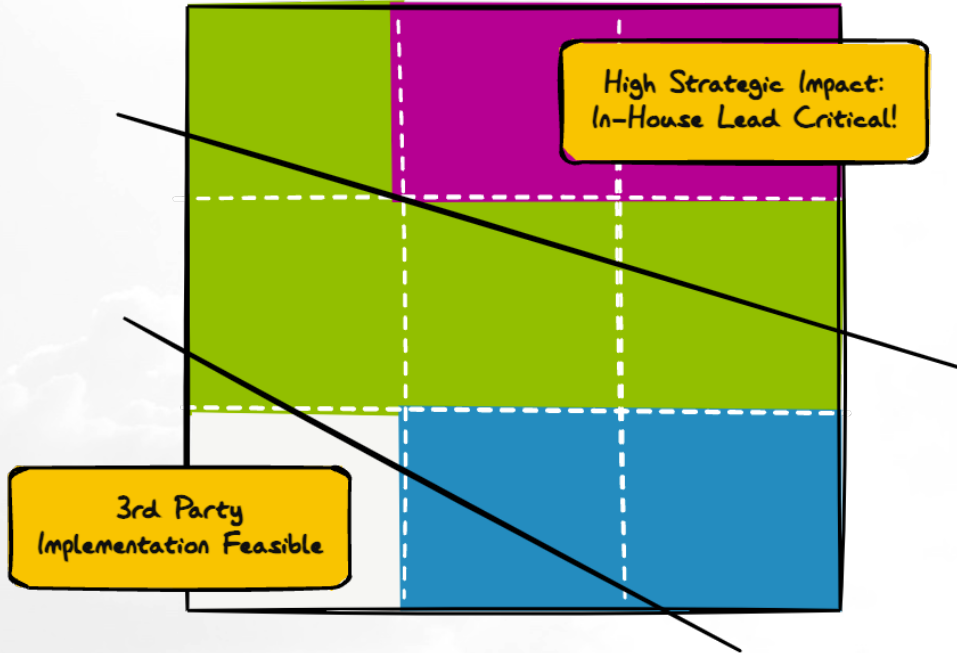 High Strategic Impact:
In-House Lead Critical!
3rd Party
Implementation Feasible